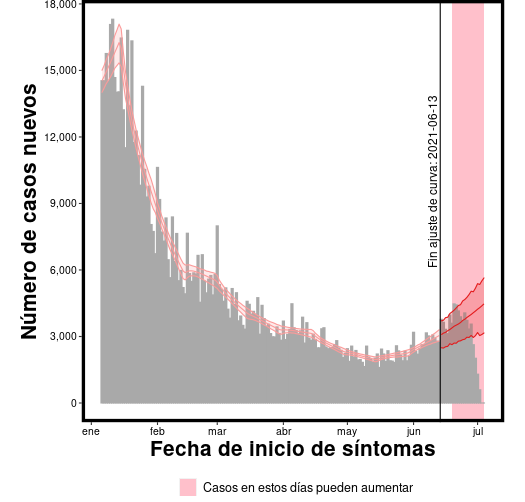 18,000
15,000
12,000
9,000
6,000
3,000
0
Número de casos nuevos
Fin ajuste de curva: 2021-06-13
ene feb mar abr may jun jul
Fecha de inicio de síntomas
Casos en estos días pueden aumentar